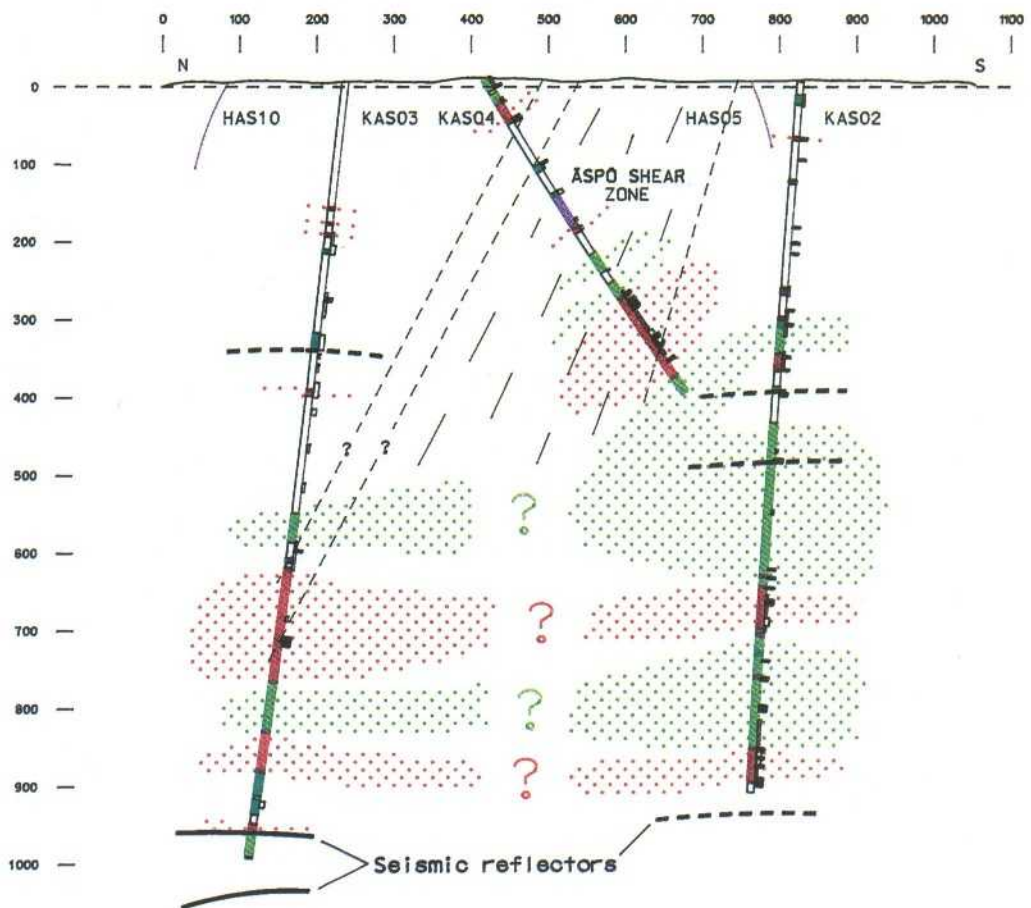 0 100 200 300 400 500 600 700 800 900 1000 1100
N S
0
HAS10 KAS03 KAS04 HAS05 KAS02
100
ÄSPÖ SHEAR
ZONE
200
300
400
? ?
500
?
600
?
700
800
?
900
?
1000
Seismic reflectors